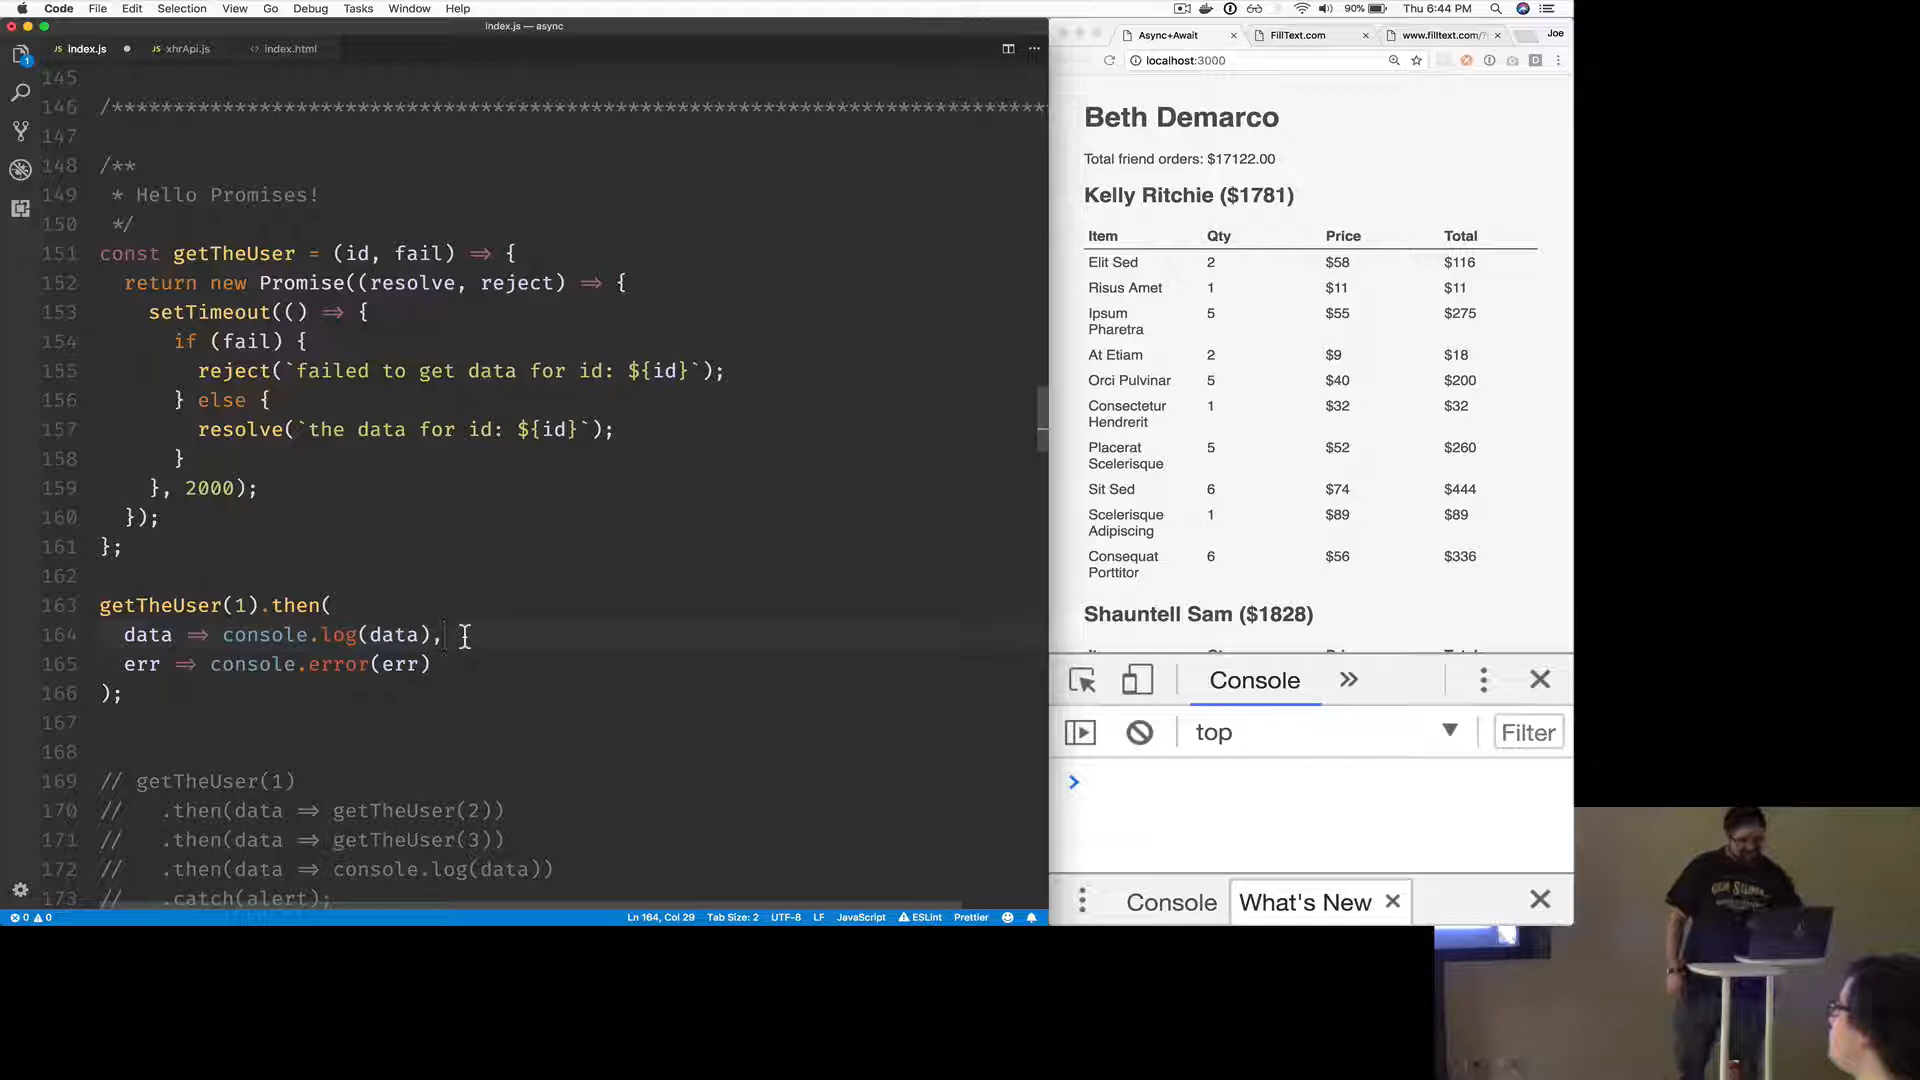 Code File Edit Selection View Go Debug Tasks Window Help
90% Thu 6:44 PM
index.js — async
index.js xhrApi.js index.html
145
146 /****************************************************************************
147
148 /**
149 * Hello Promises!
150 */
151 const getTheUser = (id, fail) => {
152 return new Promise((resolve, reject) => {
153 setTimeout(() => {
154 if (fail) {
155 reject(`failed to get data for id: ${id}`);
156 } else {
157 resolve(`the data for id: ${id}`);
158 }
159 }, 2000);
160 });
161 };
162
163 getTheUser(1).then(
164 data => console.log(data),
165 err => console.error(err)
166 );
167
168
169 // getTheUser(1)
170 // .then(data => getTheUser(2))
171 // .then(data => getTheUser(3))
172 // .then(data => console.log(data))
173 // .catch(alert);
0 0 Ln 164, Col 29 Tab Size: 2 UTF-8 LF JavaScript ESLint Prettier
Async+Await FillText.com www.filltext.com/? Joe
localhost:3000
Beth Demarco
Total friend orders: $17122.00
Kelly Ritchie ($1781)
Item Qty Price Total
Elit Sed 2 $58 $116
Risus Amet 1 $11 $11
Ipsum Pharetra 5 $55 $275
At Etiam 2 $9 $18
Orci Pulvinar 5 $40 $200
Consectetur Hendrerit 1 $32 $32
Placerat Scelerisque 5 $52 $260
Sit Sed 6 $74 $444
Scelerisque Adipiscing 1 $89 $89
Consequat Porttitor 6 $56 $336
Shauntell Sam ($1828)
Console
top Filter
Console What's New